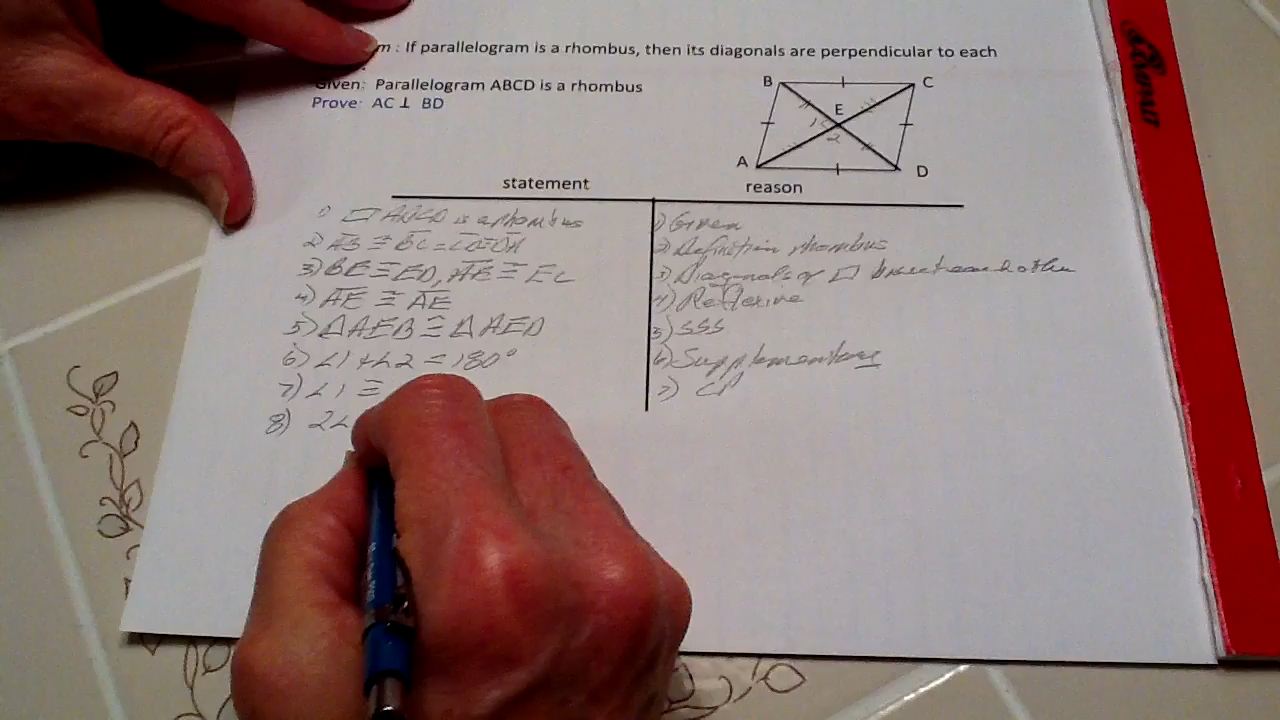 m : If parallelogram is a rhombus, then its diagonals are perpendicular to each
Given: Parallelogram ABCD is a rhombus
Prove: AC ⊥ BD
B C
E
1 2
A D
statement reason
1) ▱ ABCD is a rhombus 1) Given
2) AB ≅ BC = CD = DA 2) Definition rhombus
3) BE ≅ ED, AE ≅ EC 3) Diagonals of ▱ bisect each other
4) AE ≅ AE 4) Reflexive
5) △AEB ≅ △AED 5) SSS
6) ∠1 + ∠2 = 180° 6) Supplementary
7) ∠1 ≅ 7) CP
8) 2∠